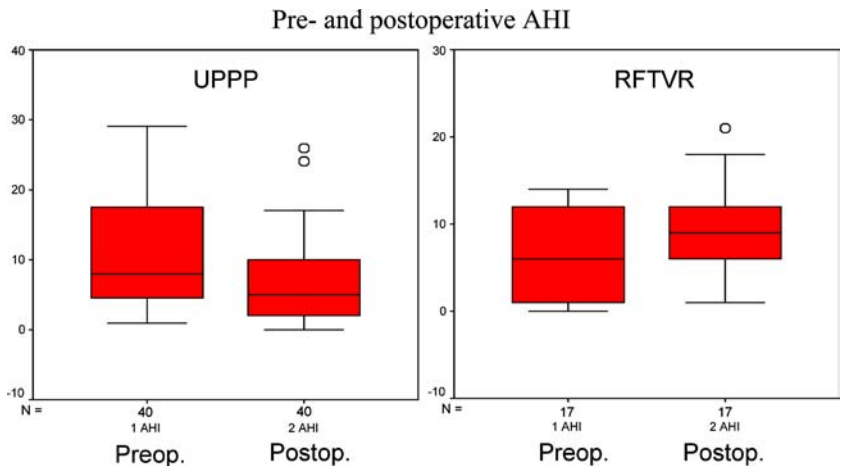 Pre- and postoperative AHI
UPPP
40
30
20
10
0
-10
N =
40
1 AHI
Preop.
40
2 AHI
Postop.
RFTVR
30
20
10
0
-10
N =
17
1 AHI
Preop.
17
2 AHI
Postop.